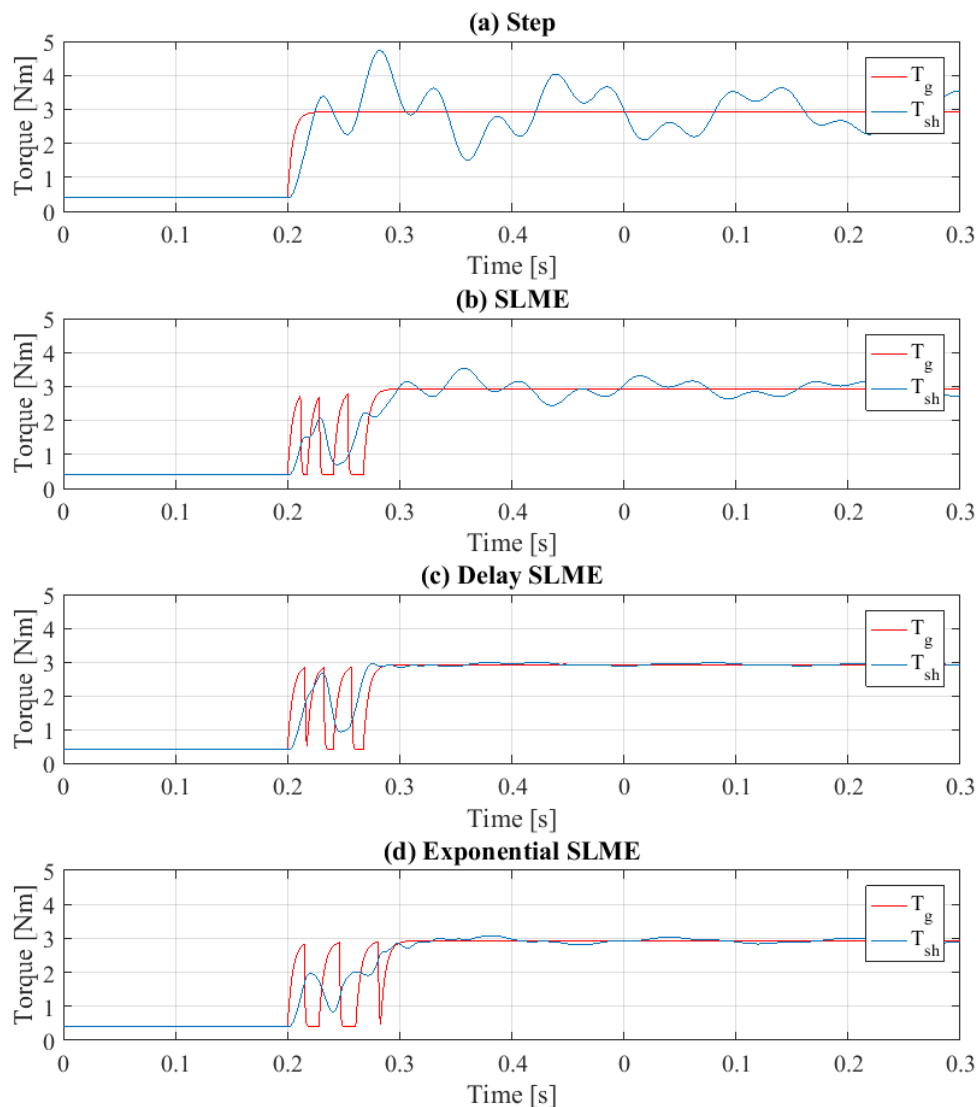 (a) Step
5
4
3
2
1
0
Torque [Nm]
T_g
T_sh
0 0.1 0.2 0.3 0.4 0 0.1 0.2 0.3
Time [s]
(b) SLME
5
4
3
2
1
0
Torque [Nm]
T_g
T_sh
0 0.1 0.2 0.3 0.4 0 0.1 0.2 0.3
Time [s]
(c) Delay SLME
5
4
3
2
1
0
Torque [Nm]
T_g
T_sh
0 0.1 0.2 0.3 0.4 0 0.1 0.2 0.3
Time [s]
(d) Exponential SLME
5
4
3
2
1
0
Torque [Nm]
T_g
T_sh
0 0.1 0.2 0.3 0.4 0 0.1 0.2 0.3
Time [s]